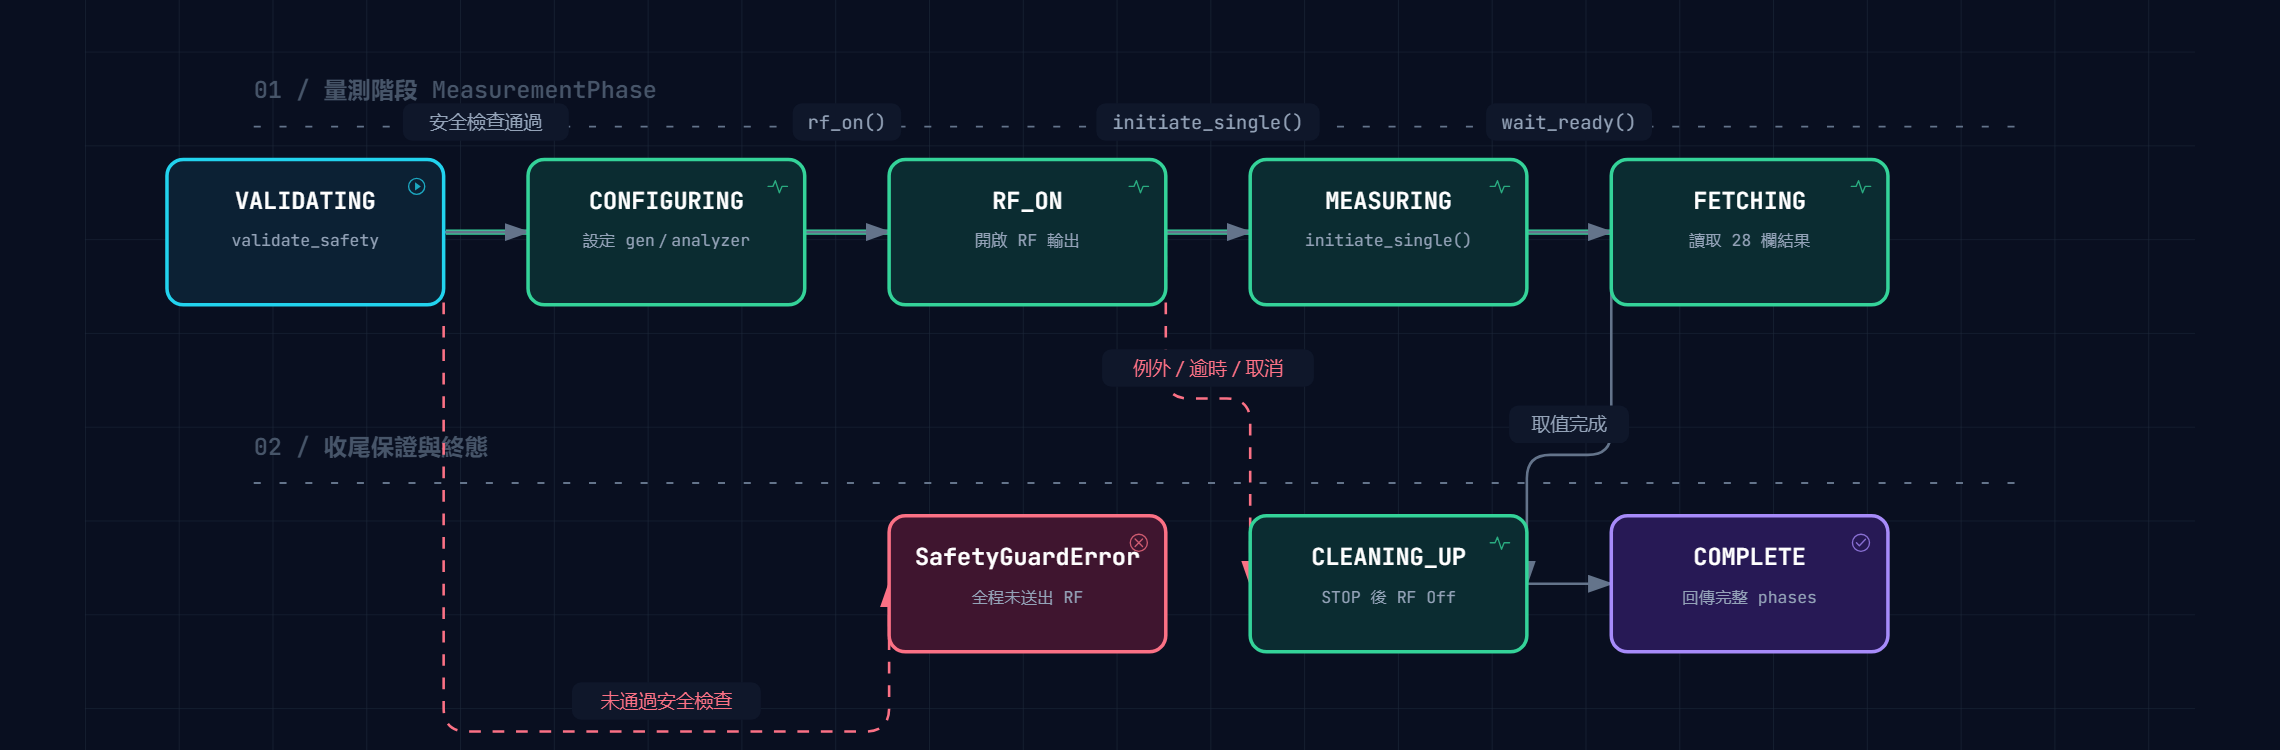 01 / 量測階段 MeasurementPhase
安全檢查通過
rf_on()
initiate_single()
wait_ready()
VALIDATING
validate_safety
CONFIGURING
設定 gen/analyzer
RF_ON
開啟 RF 輸出
MEASURING
initiate_single()
FETCHING
讀取 28 欄結果
例外/逾時/取消
取值完成
02 / 收尾保證與終態
SafetyGuardError
全程未送出 RF
CLEANING_UP
STOP 後 RF Off
COMPLETE
回傳完整 phases
未通過安全檢查